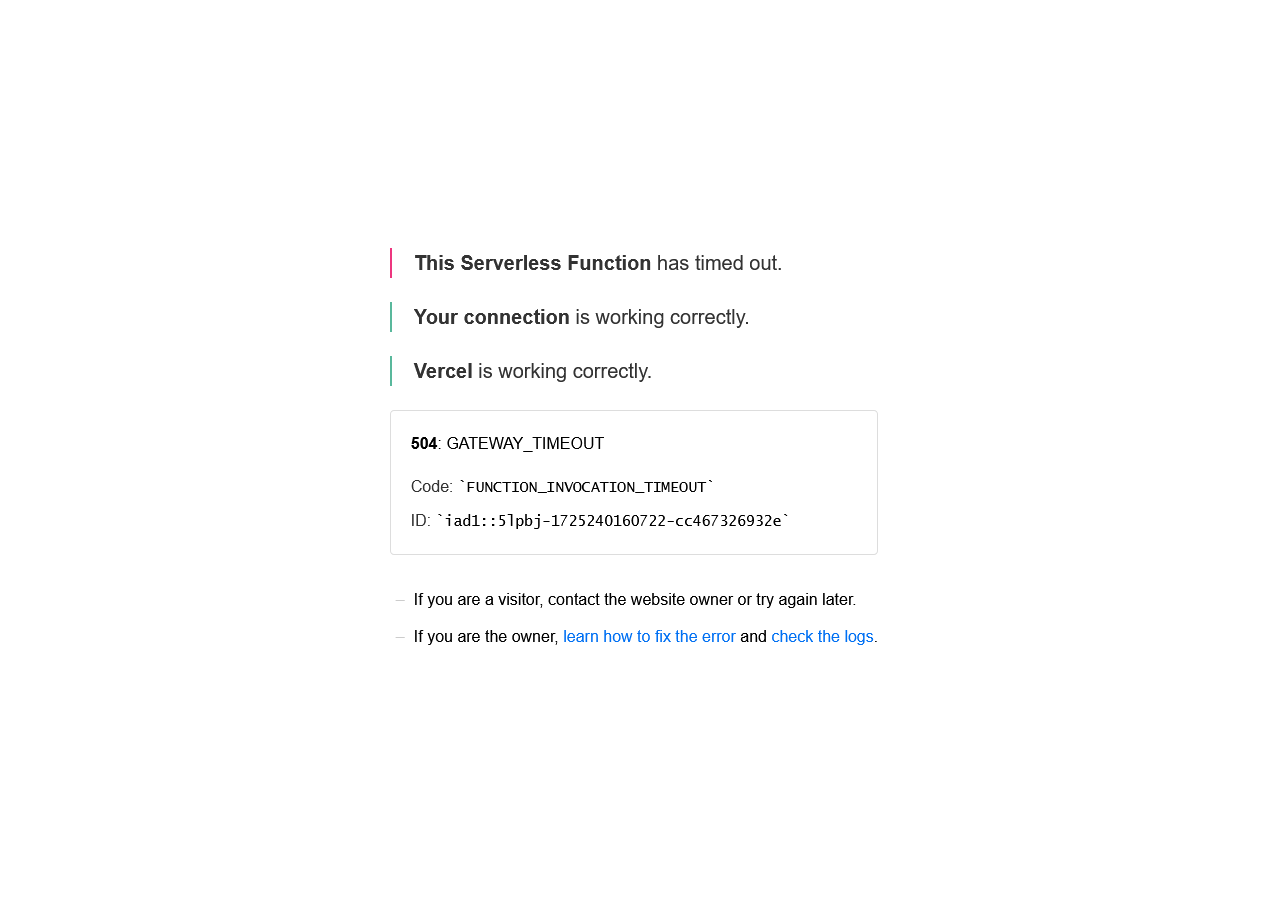 This Serverless Function has timed out.
Your connection is working correctly.
Vercel is working correctly.
504: GATEWAY_TIMEOUT
Code: `FUNCTION_INVOCATION_TIMEOUT`
ID: `iad1::5lpbj-1725240160722-cc467326932e`
– If you are a visitor, contact the website owner or try again later.
– If you are the owner, learn how to fix the error and check the logs.